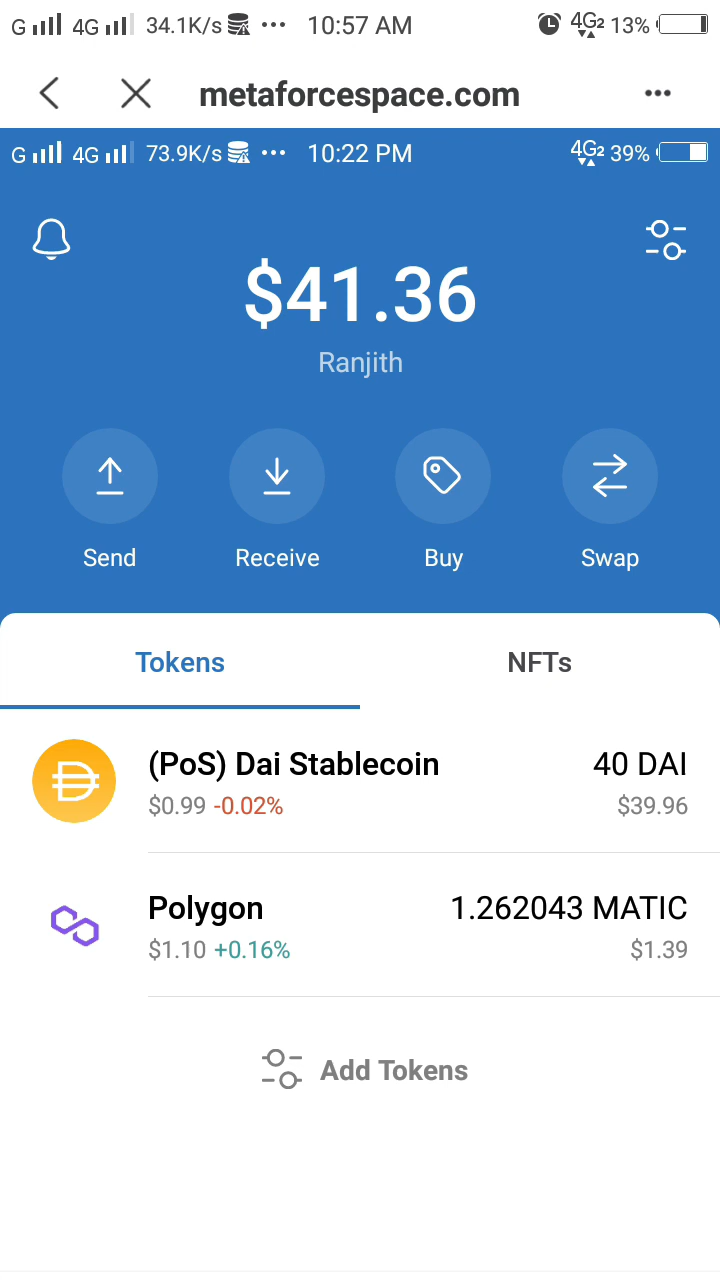 G 4G 34.1K/s ... 10:57 AM 4G2 13%
metaforcespace.com ...
G 4G 73.9K/s ... 10:22 PM 4G2 39%
$41.36
Ranjith
Send Receive Buy Swap
Tokens NFTs
(PoS) Dai Stablecoin 40 DAI
$0.99 -0.02% $39.96
Polygon 1.262043 MATIC
$1.10 +0.16% $1.39
Add Tokens